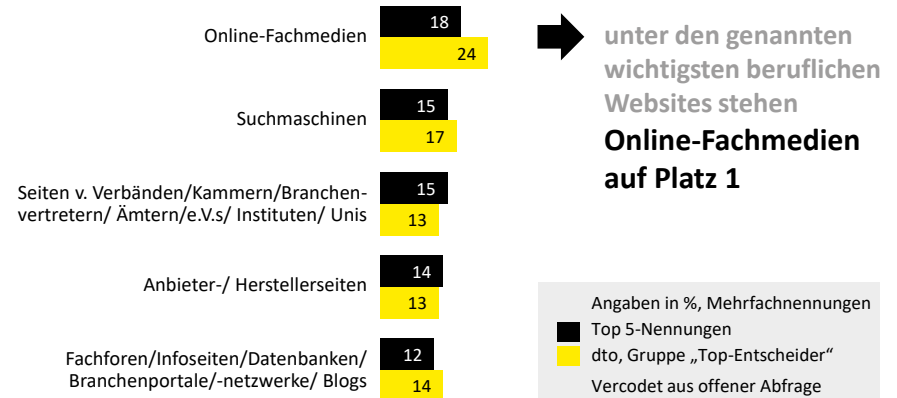 Online-Fachmedien
18
24
unter den genannten
wichtigsten beruflichen
Websites stehen
Online-Fachmedien
auf Platz 1
Suchmaschinen
15
17
Seiten v. Verbänden/Kammern/Branchen-
vertretern/ Ämtern/e.V.s/ Instituten/ Unis
15
13
Anbieter-/ Herstellerseiten
14
13
Fachforen/Infoseiten/Datenbanken/
Branchenportale/-netzwerke/ Blogs
12
14
Angaben in %, Mehrfachnennungen
Top 5-Nennungen
dto, Gruppe „Top-Entscheider“
Vercodet aus offener Abfrage